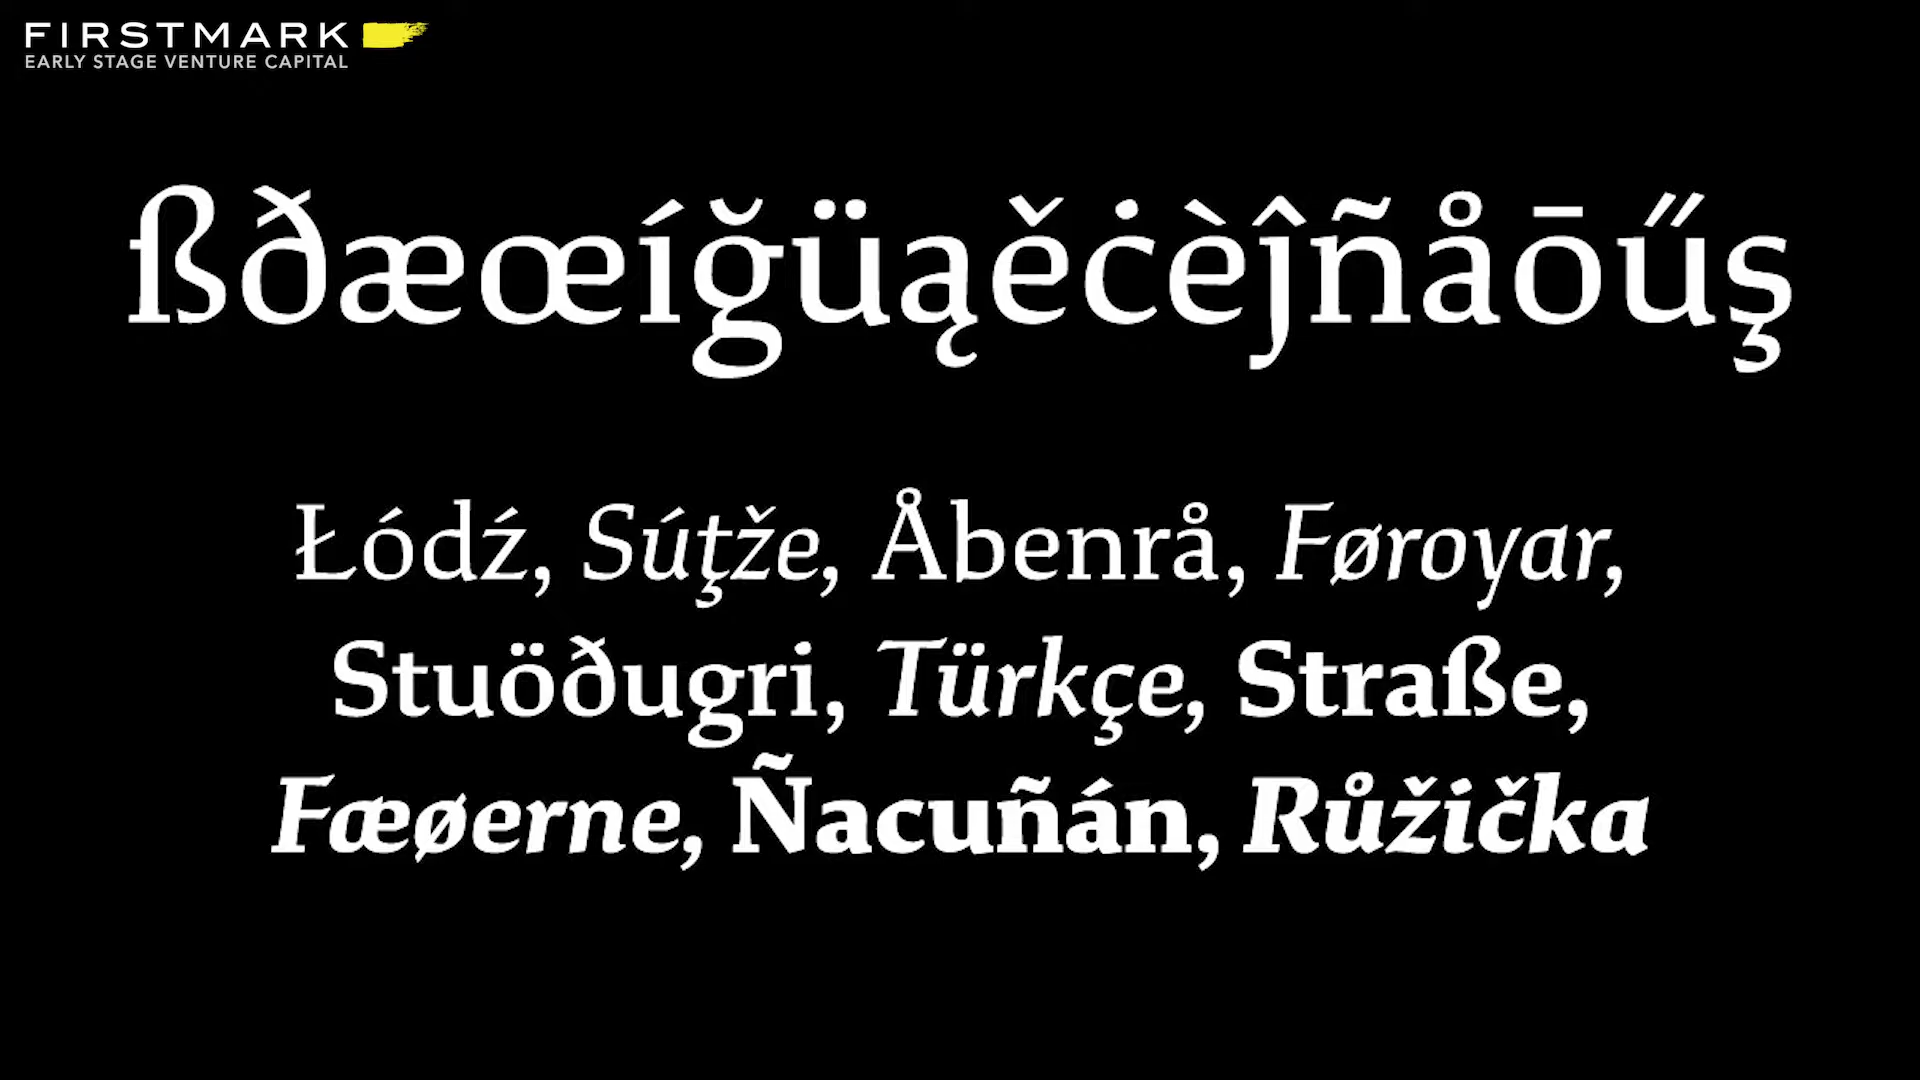 FIRSTMARK
EARLY STAGE VENTURE CAPITAL
ßðæœíğüąěċèĵñåōűş
Łódź, Súţže, Åbenrå, Føroyar,
Stuöðugri, Türkçe, Straße,
Fæøerne, Ñacuñán, Růžička